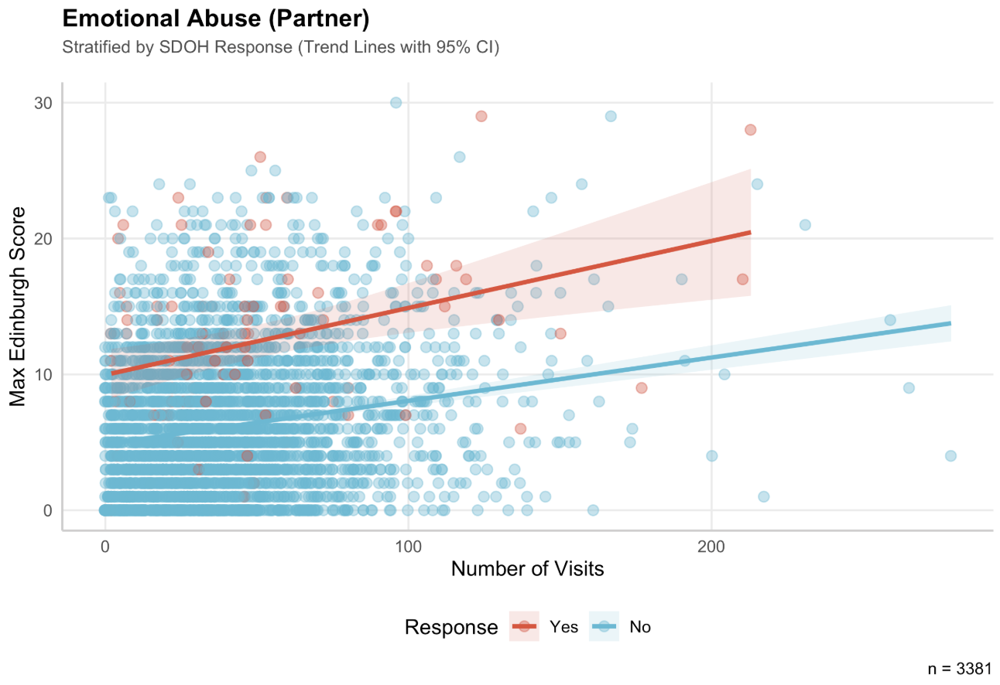 Emotional Abuse (Partner)
Stratified by SDOH Response (Trend Lines with 95% CI)
Max Edinburgh Score
30
20
10
0
0 100 200
Number of Visits
Response Yes No
n = 3381